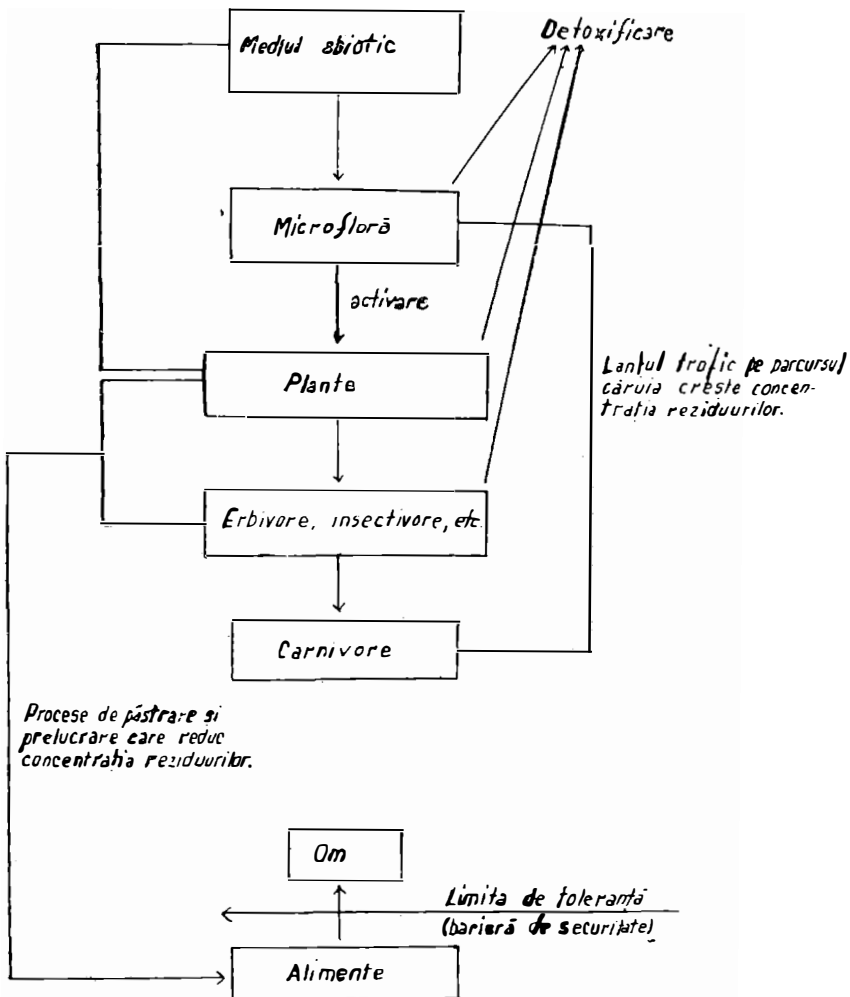 Mediul abiotic
Detoxificare
Microfloră
activare
Plante
Lanțul trofic pe parcursul
căruia crește concen-
trația reziduurilor.
Erbivore, insectivore, etc.
Carnivore
Procese de păstrare si
prelucrare care reduc
concentrația reziduurilor.
Om
Limita de toleranță
(barieră de securitate)
Alimente